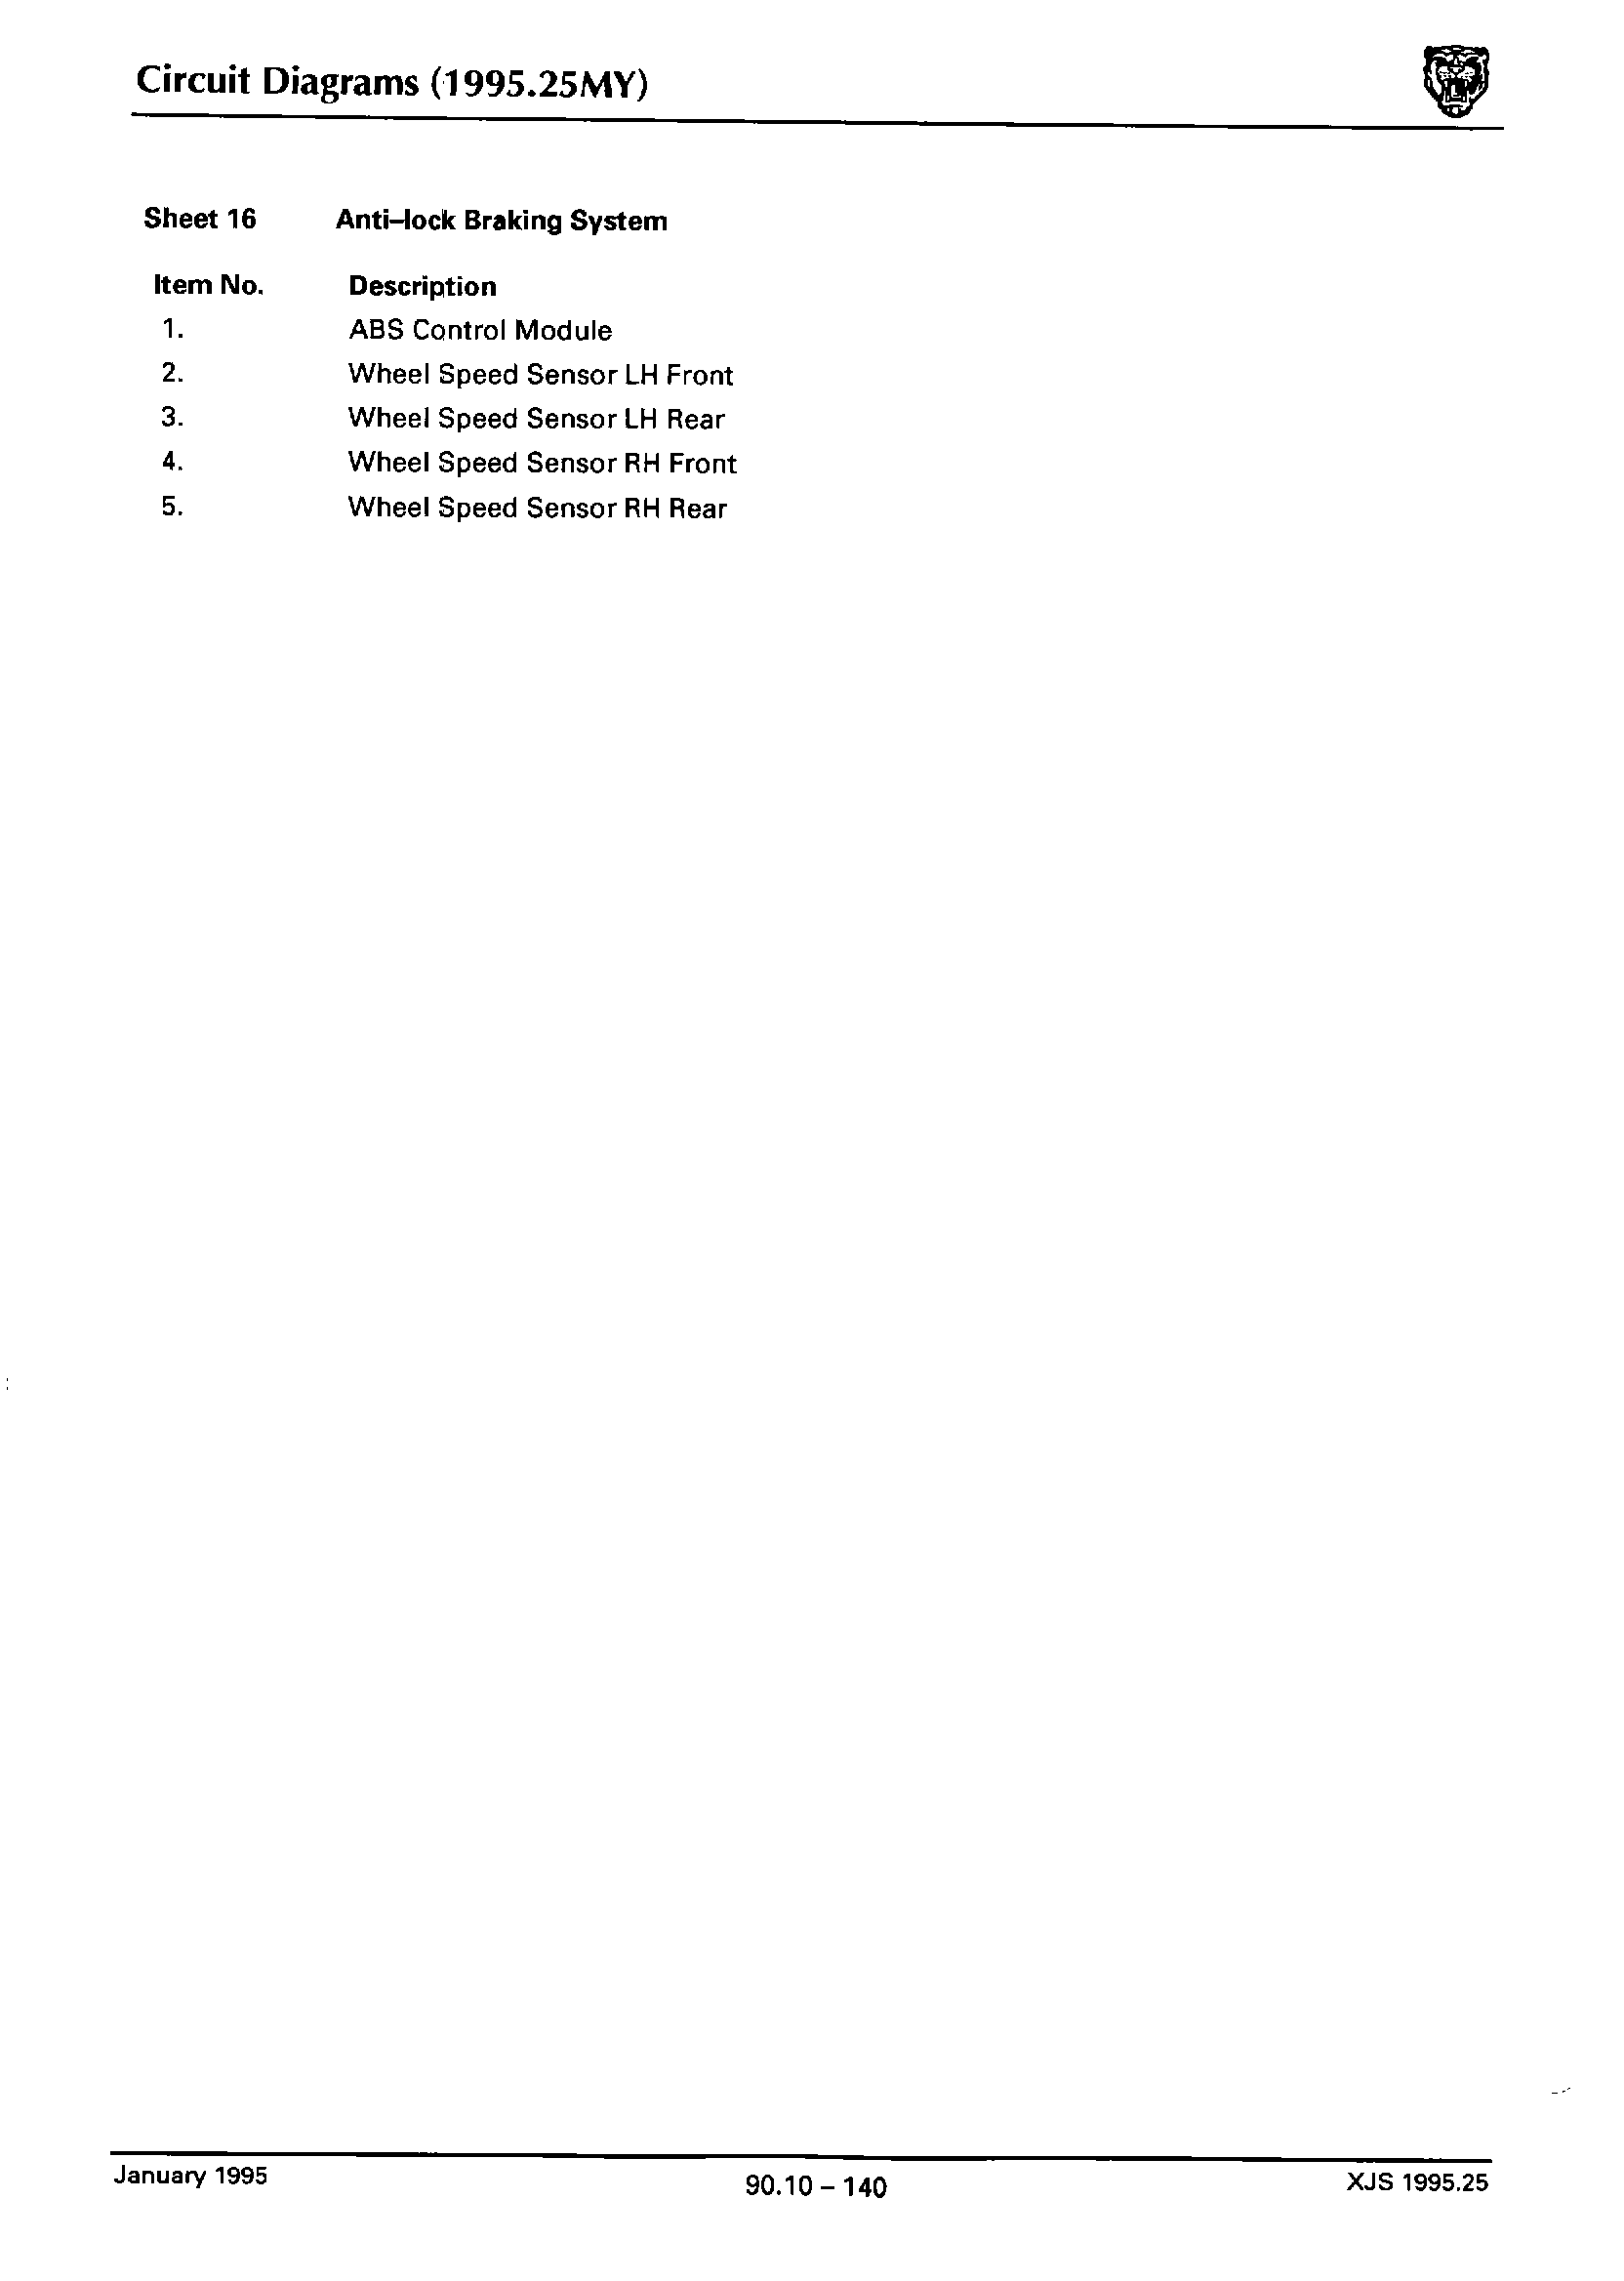 Circuit Diagrams (1995.25MY)
Sheet 16 Anti–lock Braking System
Item No. Description
1. ABS Control Module
2. Wheel Speed Sensor LH Front
3. Wheel Speed Sensor LH Rear
4. Wheel Speed Sensor RH Front
5. Wheel Speed Sensor RH Rear
January 1995 90.10 – 140 XJS 1995.25